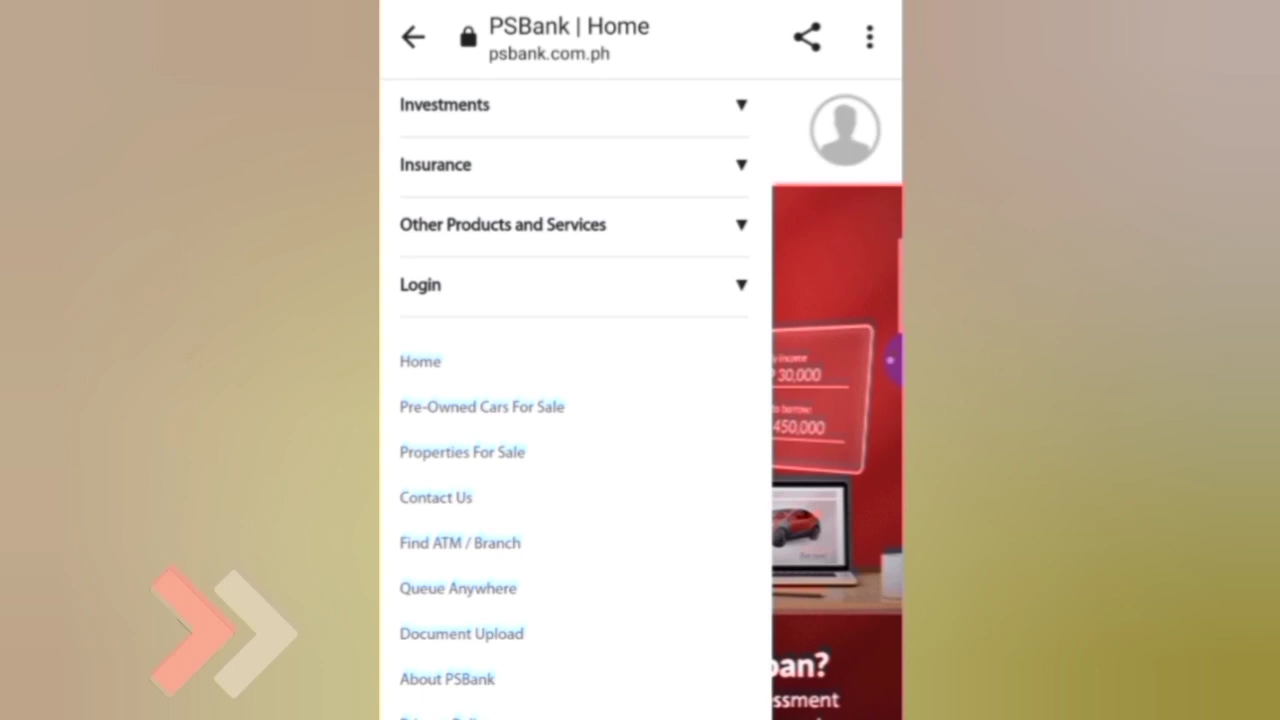 PSBank | Home
psbank.com.ph
Investments
Insurance
Other Products and Services
Login
Home
Pre-Owned Cars For Sale
Properties For Sale
Contact Us
Find ATM / Branch
Queue Anywhere
Document Upload
About PSBank
income
30,000
borrow
450,000
oan?
ssment